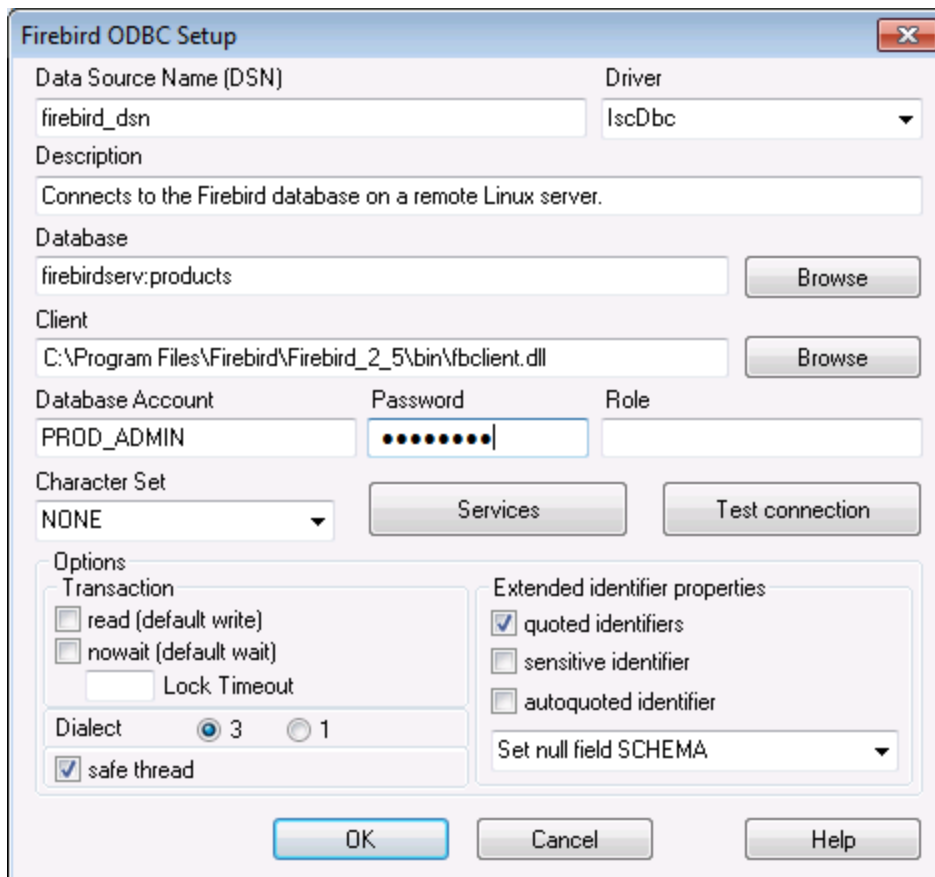 Firebird ODBC Setup
Data Source Name (DSN) Driver
firebird_dsn IscDbc
Description
Connects to the Firebird database on a remote Linux server.
Database
firebirdserv:products Browse
Client
C:\Program Files\Firebird\Firebird_2_5\bin\fbclient.dll Browse
Database Account Password Role
PROD_ADMIN ••••••••
Character Set
NONE Services Test connection
Options
Transaction Extended identifier properties
read (default write) quoted identifiers
nowait (default wait) sensitive identifier
Lock Timeout autoquoted identifier
Dialect 3 1
Set null field SCHEMA
safe thread
OK Cancel Help